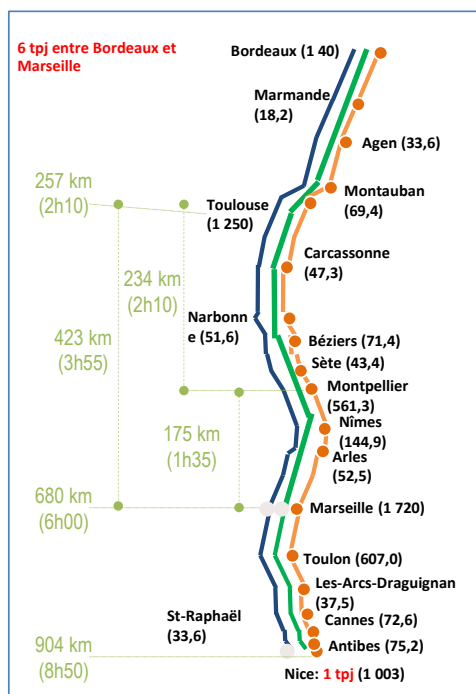 6 tpj entre Bordeaux et
Marseille
Bordeaux (1 40)
Marmande
(18,2)
Agen (33,6)
257 km
(2h10)
Toulouse
(1 250)
Montauban
(69,4)
Carcassonne
(47,3)
234 km
(2h10)
Narbonn
e (51,6)
423 km
(3h55)
Béziers (71,4)
Sète (43,4)
Montpellier
(561,3)
Nîmes
(144,9)
175 km
(1h35)
Arles
(52,5)
680 km
(6h00)
Marseille (1 720)
Toulon (607,0)
Les-Arcs-Draguignan
(37,5)
St-Raphaël
(33,6)
Cannes (72,6)
Antibes (75,2)
904 km
(8h50)
Nice: 1 tpj (1 003)